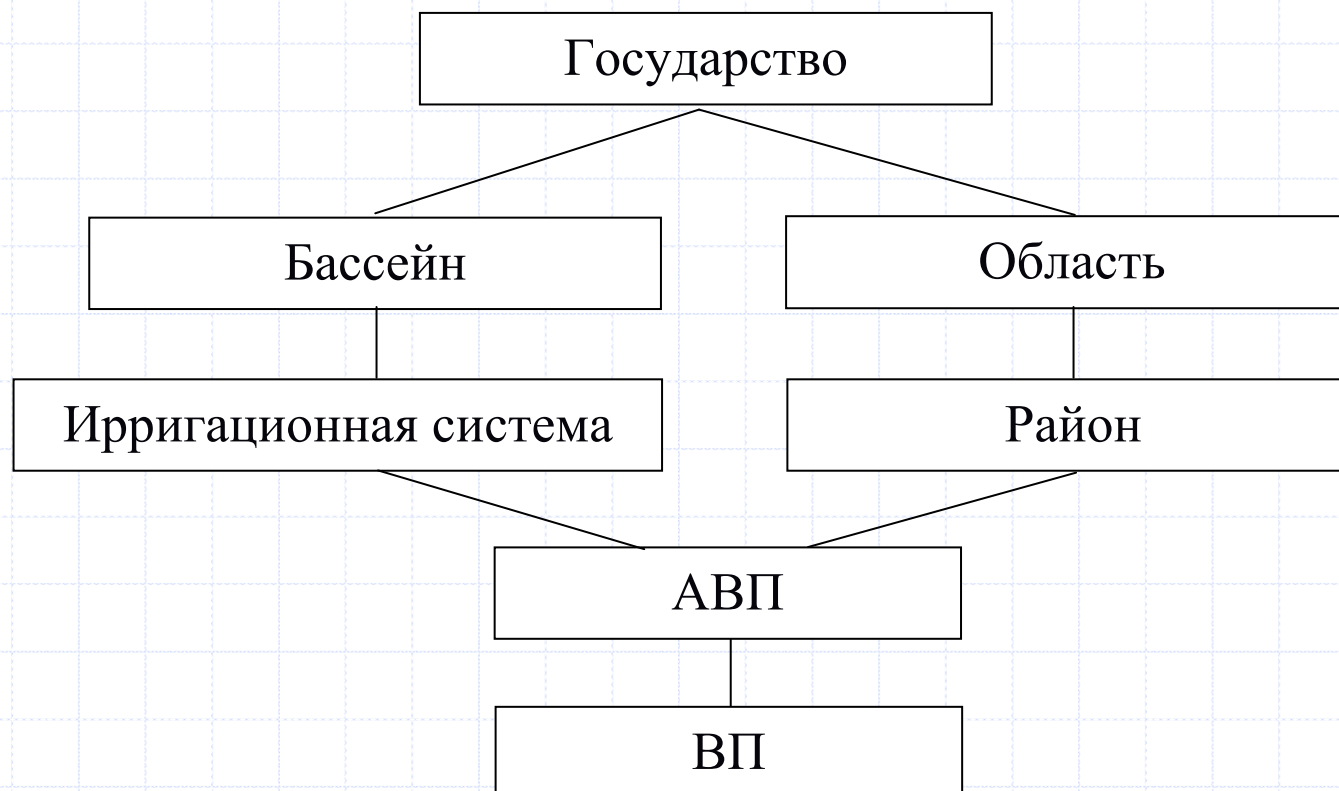 Государство
Бассейн
Область
Ирригационная система
Район
АВП
ВП